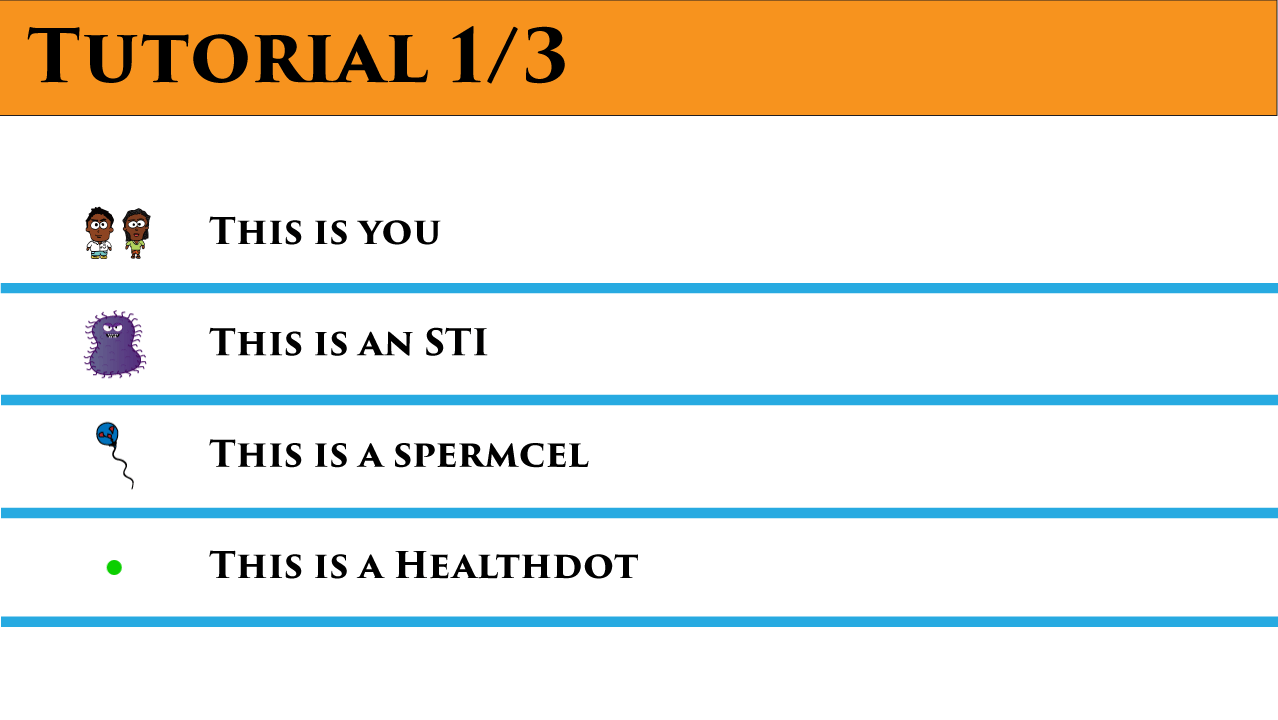 Tutorial 1/3
This is you
This is an STI
This is a spermcel
This is a Healthdot